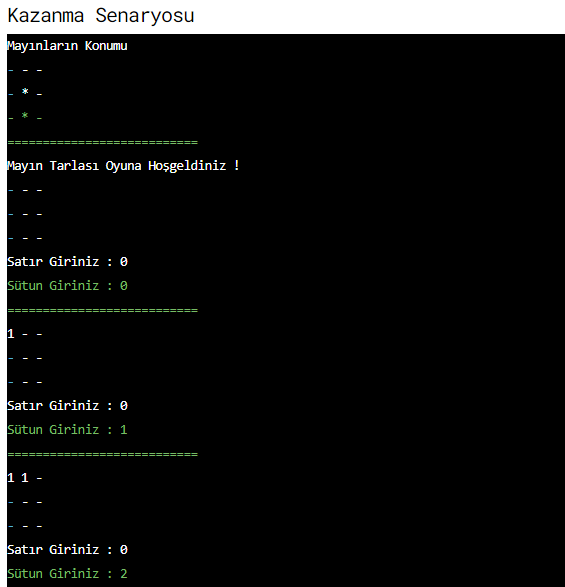 Kazanma Senaryosu
Mayınların Konumu
- - -
- * -
- * -
===========================
Mayın Tarlası Oyuna Hoşgeldiniz !
- - -
- - -
- - -
Satır Giriniz : 0
Sütun Giriniz : 0
===========================
1 - -
- - -
- - -
Satır Giriniz : 0
Sütun Giriniz : 1
===========================
1 1 -
- - -
- - -
Satır Giriniz : 0
Sütun Giriniz : 2